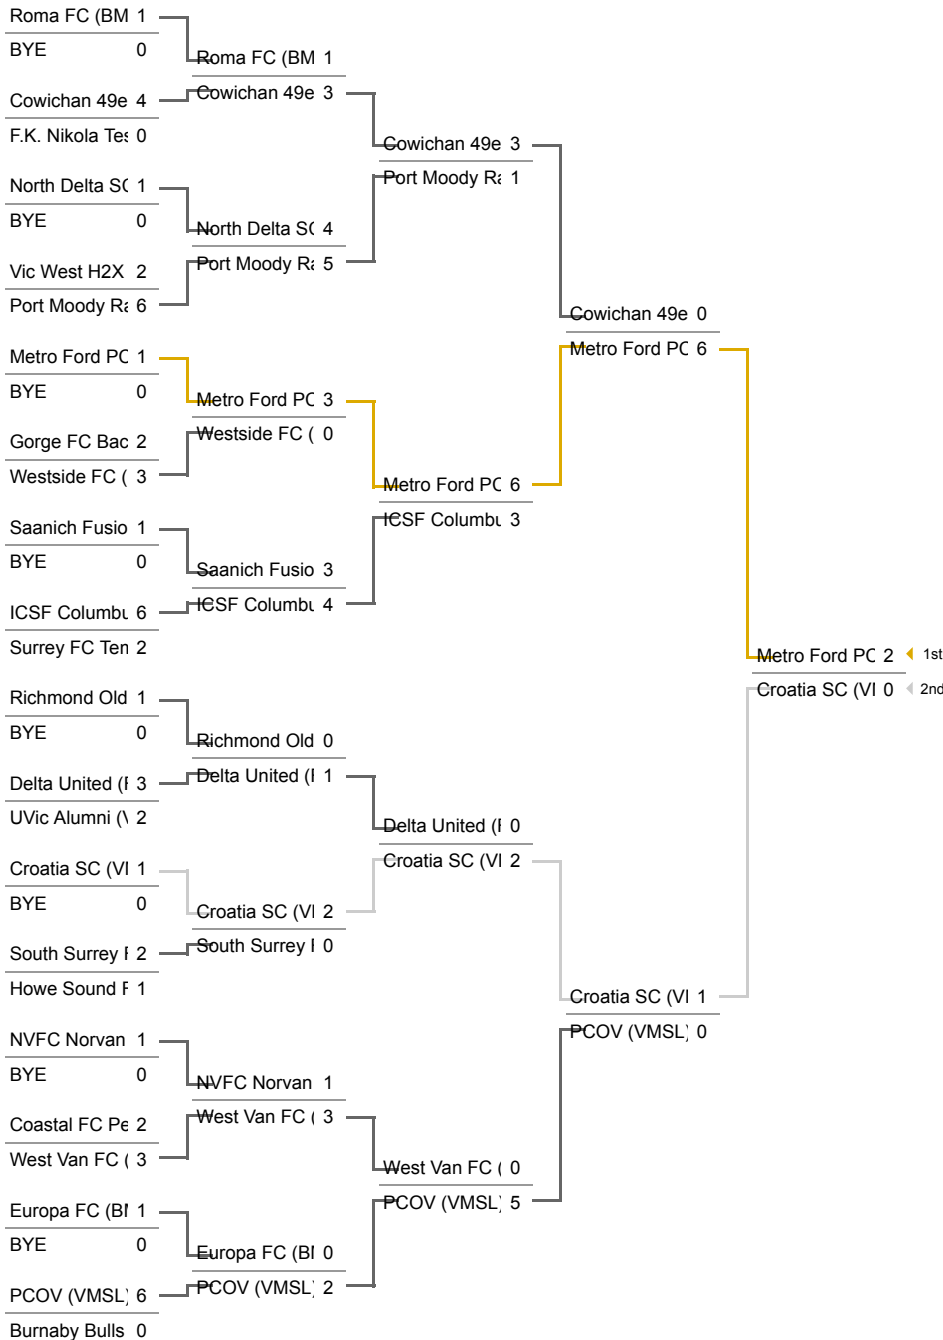 Roma FC (BM 1
BYE 0
Cowichan 49e 4
F.K. Nikola Tes 0
North Delta SC 1
BYE 0
Vic West H2X 2
Port Moody Ra 6
Metro Ford PC 1
BYE 0
Gorge FC Bac 2
Westside FC ( 3
Saanich Fusio 1
BYE 0
ICSF Columbu 6
Surrey FC Tem 2
Richmond Old 1
BYE 0
Delta United (F 3
UVic Alumni (V 2
Croatia SC (VI 1
BYE 0
South Surrey F 2
Howe Sound F 1
NVFC Norvan 1
BYE 0
Coastal FC Pe 2
West Van FC ( 3
Europa FC (BM 1
BYE 0
PCOV (VMSL) 6
Burnaby Bulls 0
Roma FC (BM 1
Cowichan 49e 3
North Delta SC 4
Port Moody Ra 5
Metro Ford PC 3
Westside FC ( 0
Saanich Fusio 3
ICSF Columbu 4
Richmond Old 0
Delta United (F 1
Croatia SC (VI 2
South Surrey F 0
NVFC Norvan 1
West Van FC ( 3
Europa FC (BM 0
PCOV (VMSL) 2
Cowichan 49e 3
Port Moody Ra 1
Metro Ford PC 6
ICSF Columbu 3
Delta United (F 0
Croatia SC (VI 2
West Van FC ( 0
PCOV (VMSL) 5
Cowichan 49e 0
Metro Ford PC 6
Croatia SC (VI 1
PCOV (VMSL) 0
Metro Ford PC 2 1st
Croatia SC (VI 0 2nd